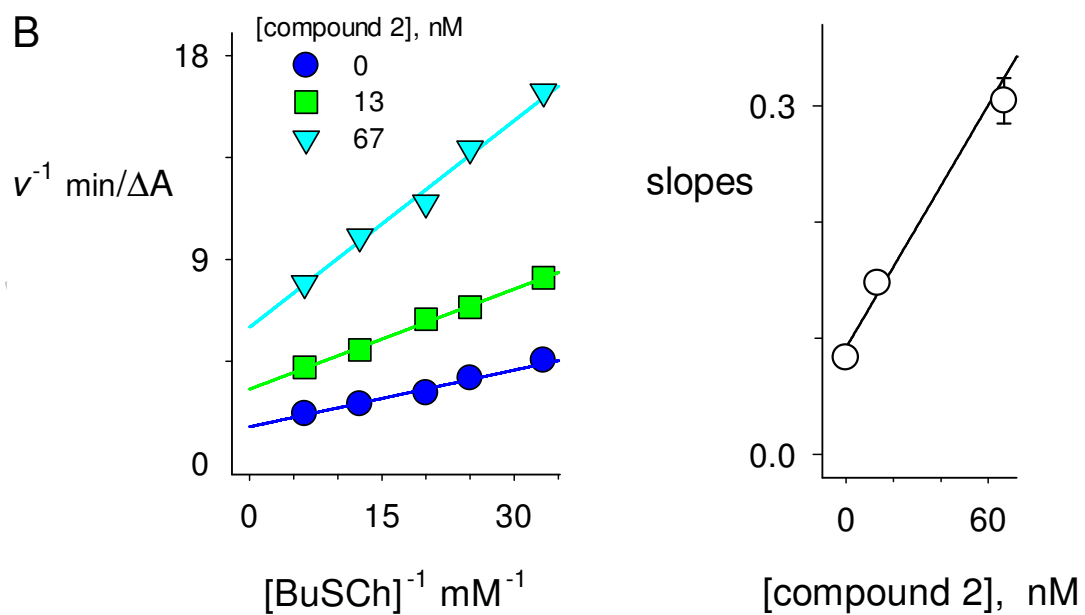 B
[compound 2], nM
0
13
67
18
9
0
v⁻¹ min/ΔA
0 15 30
[BuSCh]⁻¹ mM⁻¹
0.3
slopes
0.0
0 60
[compound 2], nM